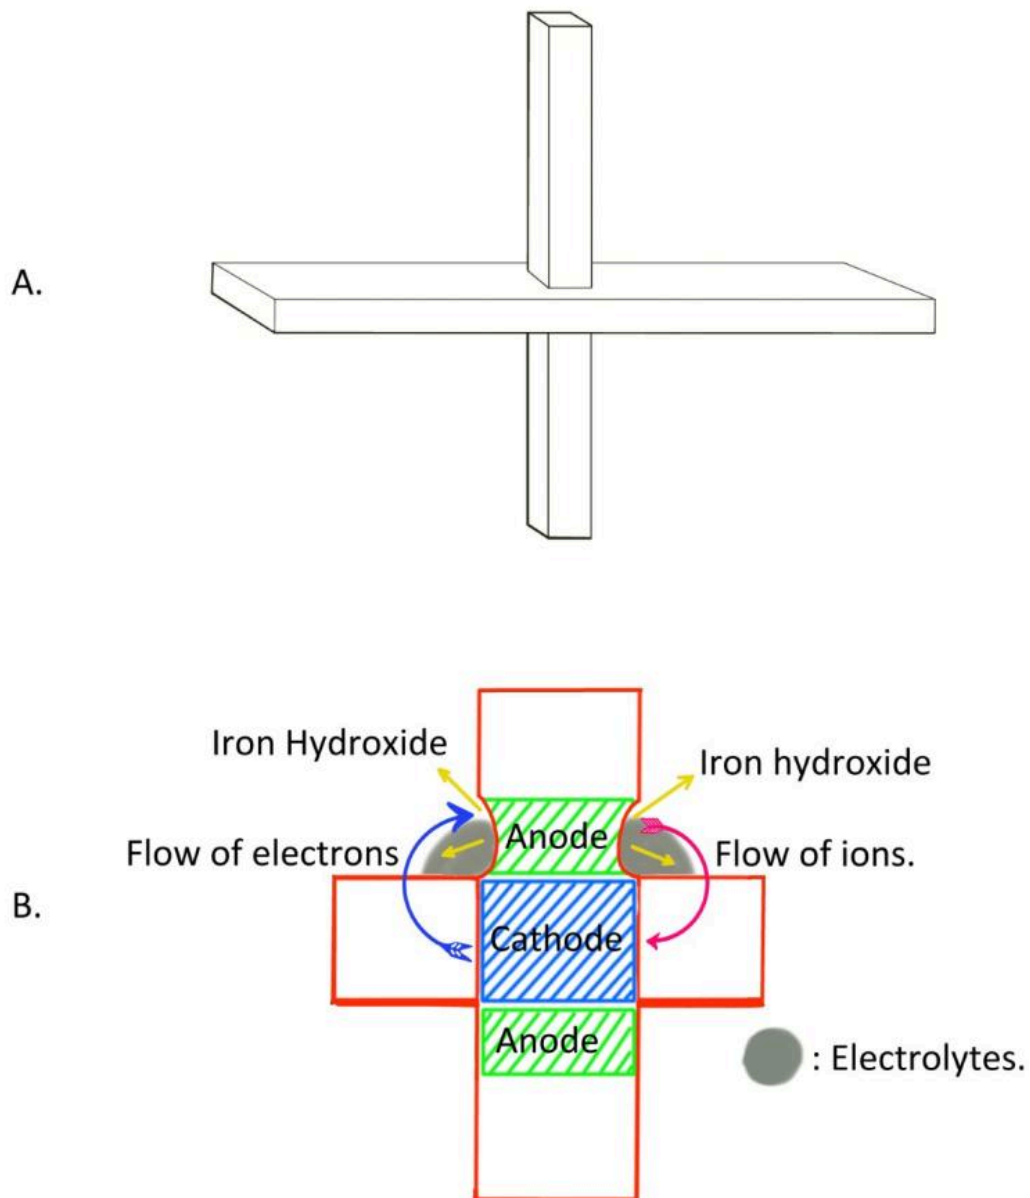 A.
Iron Hydroxide
Iron hydroxide
Anode
Flow of electrons
Flow of ions.
B.
Cathode
Anode
: Electrolytes.